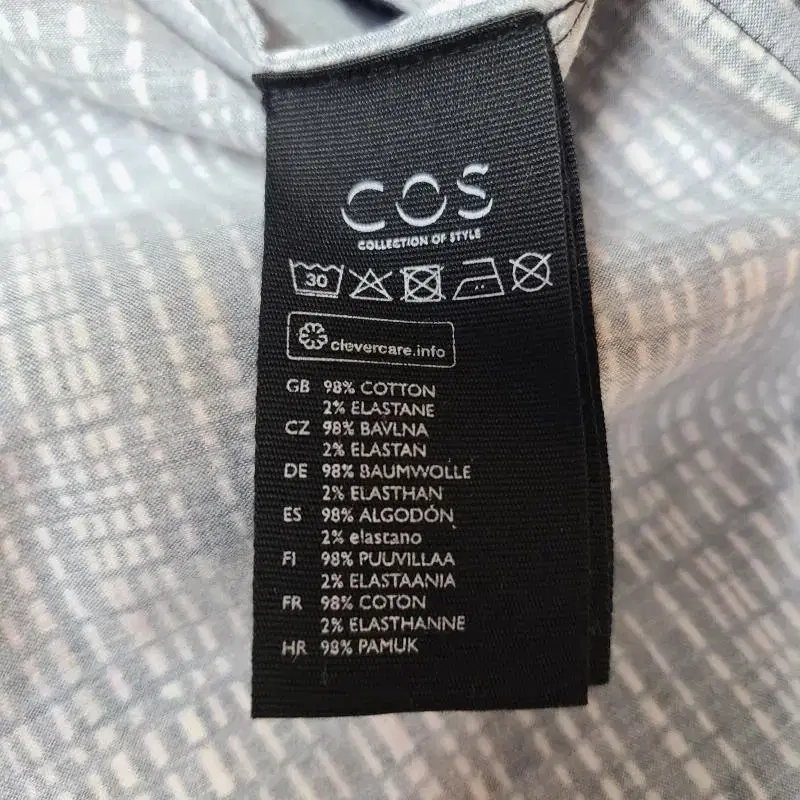 COS
COLLECTION OF STYLE
30
clevercare.info
GB 98% COTTON
2% ELASTANE
CZ 98% BAVLNA
2% ELASTAN
DE 98% BAUMWOLLE
2% ELASTHAN
ES 98% ALGODÓN
2% elastano
FI 98% PUUVILLAA
2% ELASTAANIA
FR 98% COTON
2% ELASTHANNE
HR 98% PAMUK